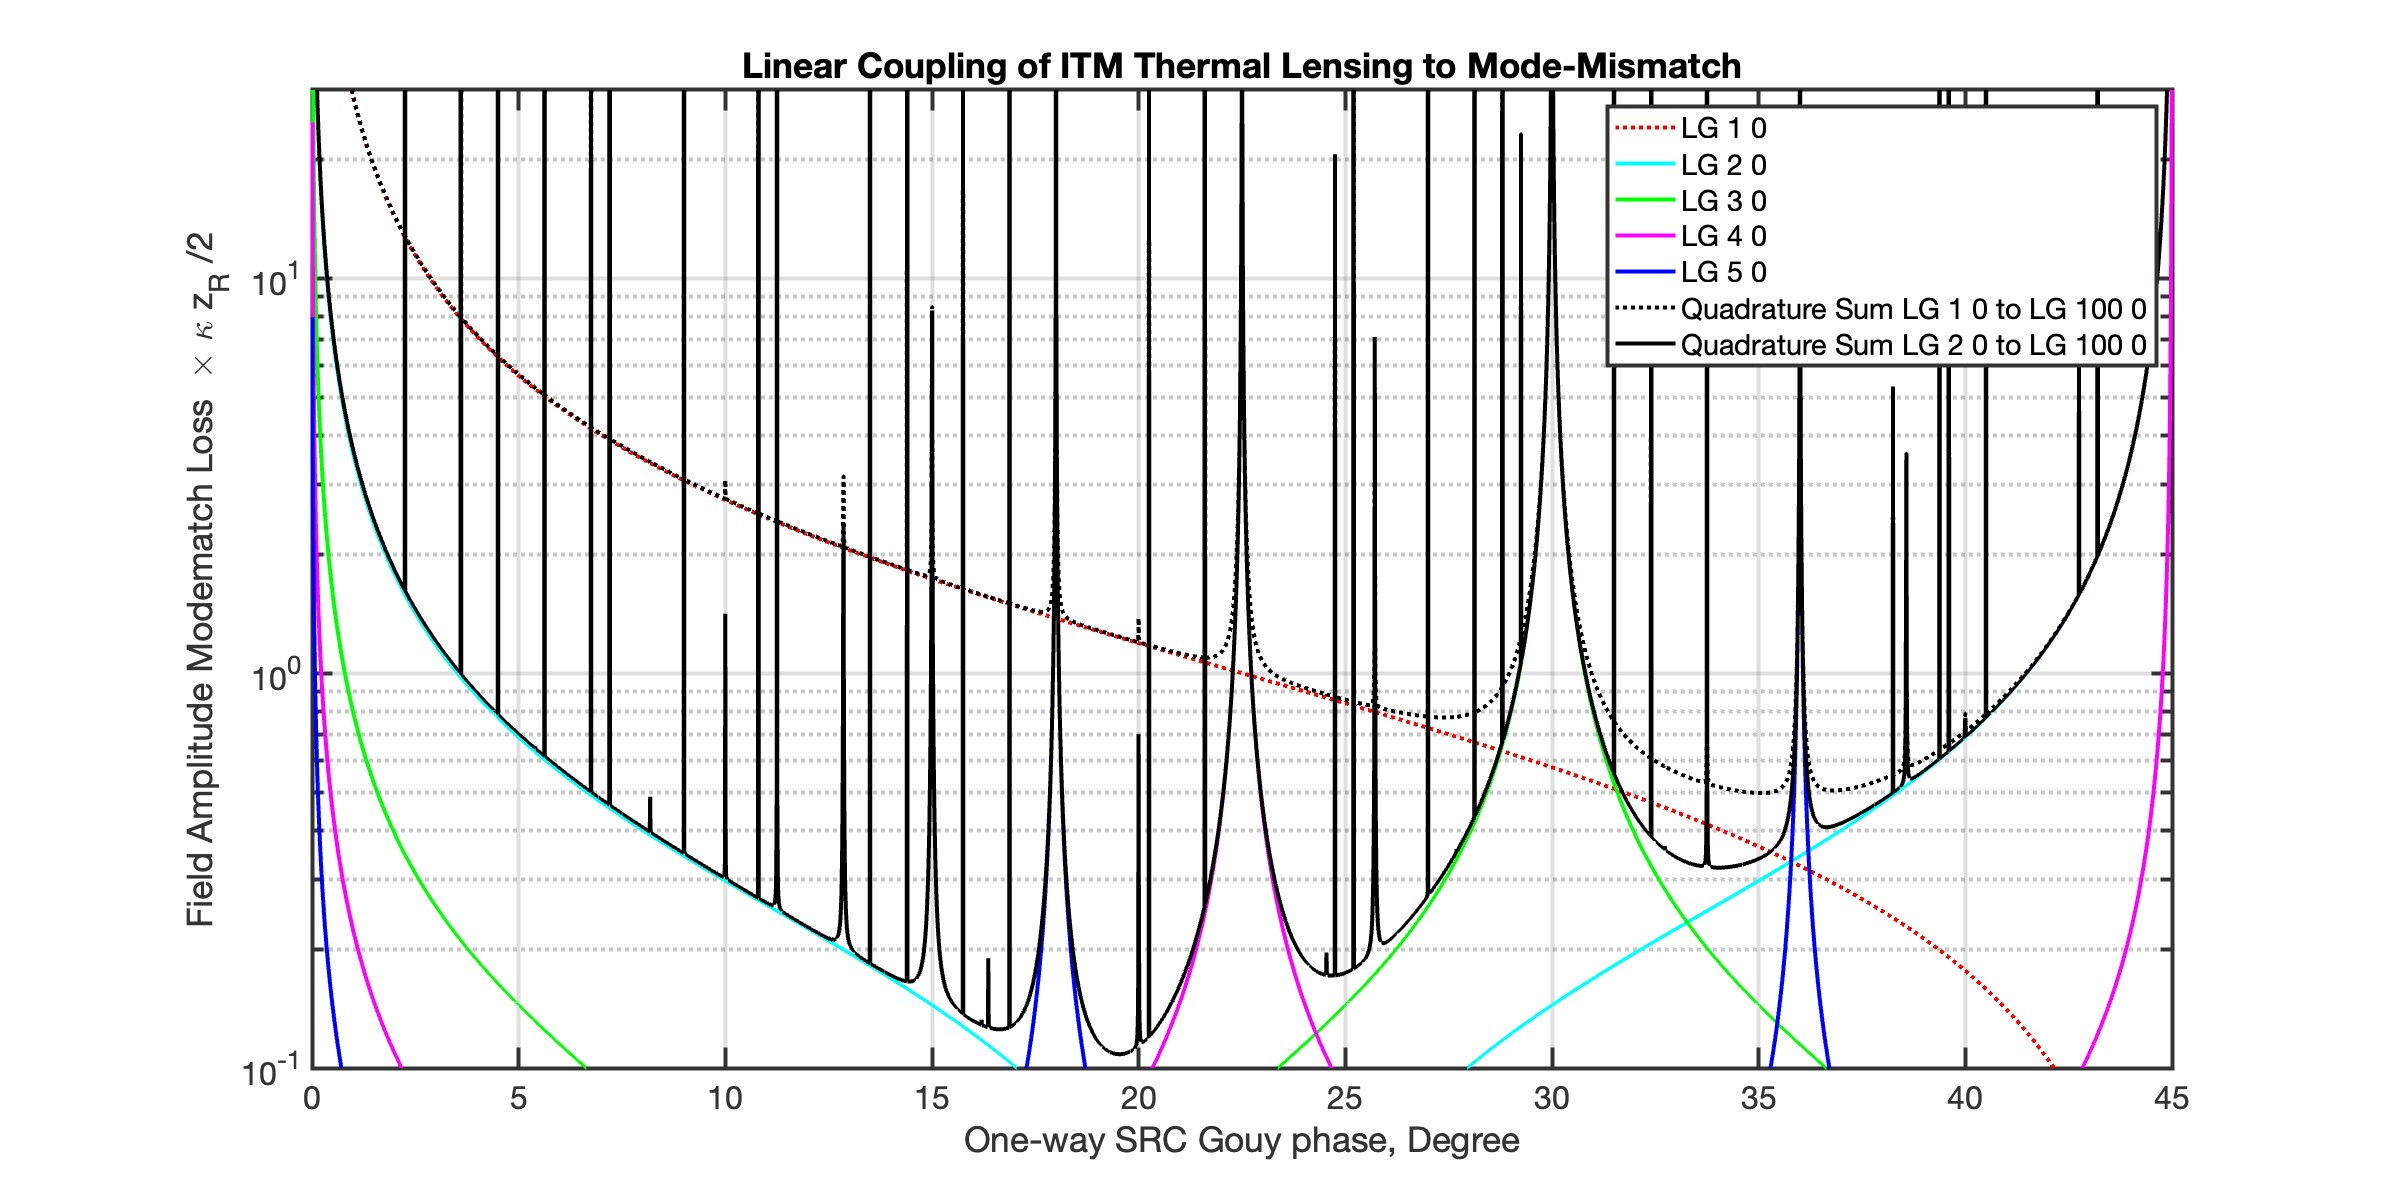 Linear Coupling of ITM Thermal Lensing to Mode-Mismatch
Field Amplitude Modematch Loss × κ z_R /2
10^1
10^0
10^-1
LG 1 0
LG 2 0
LG 3 0
LG 4 0
LG 5 0
Quadrature Sum LG 1 0 to LG 100 0
Quadrature Sum LG 2 0 to LG 100 0
0 5 10 15 20 25 30 35 40 45
One-way SRC Gouy phase, Degree